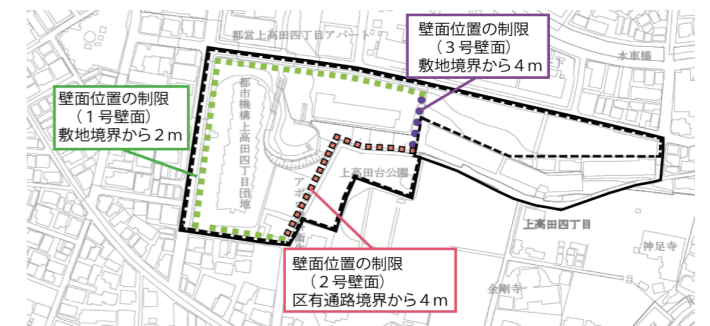 都営上高田四丁目アパート
壁面位置の制限
(3号壁面)
敷地境界から4m
水車橋
壁面位置の制限
(1号壁面)
敷地境界から2m
都市機構上高田四丁目団地
上高田台公園
上高田四丁目
神足寺
金剛寺
壁面位置の制限
(2号壁面)
区有通路境界から4m